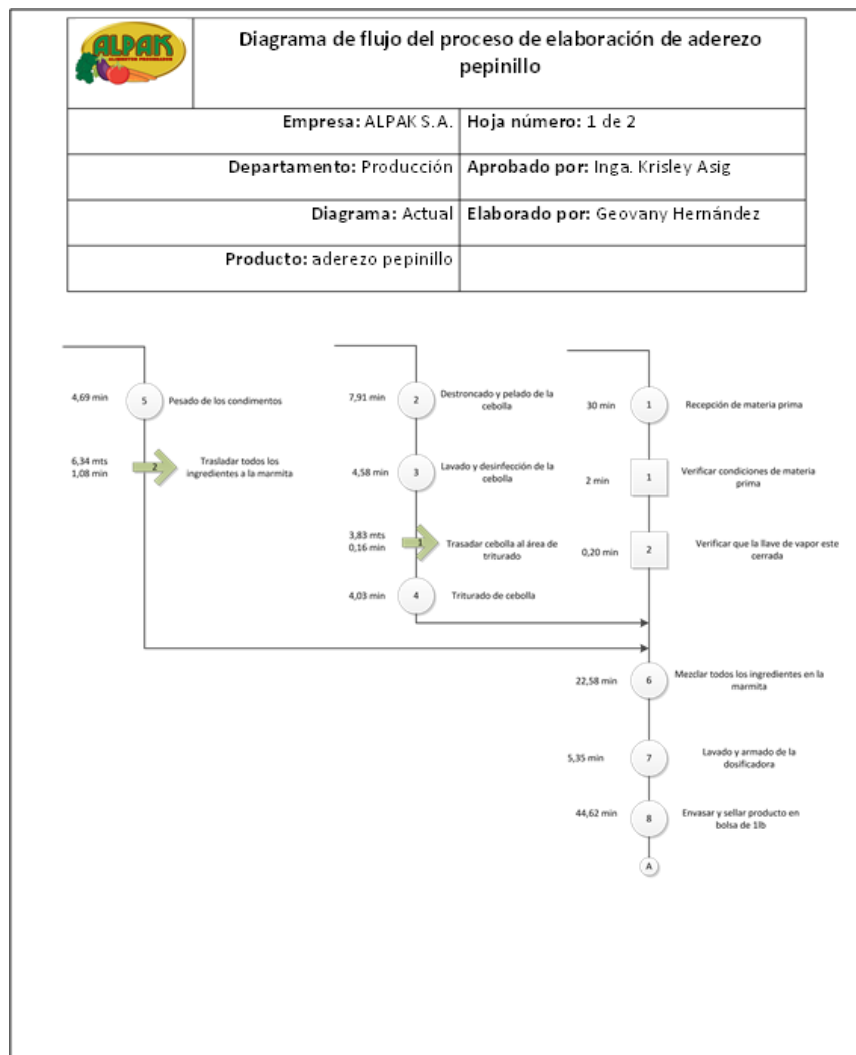 ALPAK
ALIMENTOS PROCESADOS
Diagrama de flujo del proceso de elaboración de aderezo
pepinillo
Empresa: ALPAK S.A.
Hoja número: 1 de 2
Departamento: Producción
Aprobado por: Inga. Krisley Asig
Diagrama: Actual
Elaborado por: Geovany Hernández
Producto: aderezo pepinillo
4,69 min
5
Pesado de los condimentos
6,34 mts
1,08 min
2
Trasladar todos los
ingredientes a la marmita
7,91 min
2
Destroncado y pelado de la
cebolla
4,58 min
3
Lavado y desinfección de la
cebolla
3,83 mts
0,16 min
1
Trasadar cebolla al área de
triturado
4,03 min
4
Triturado de cebolla
30 min
1
Recepción de materia prima
2 min
1
Verificar condiciones de materia
prima
0,20 min
2
Verificar que la llave de vapor este
cerrada
22,58 min
6
Mezclar todos los ingredientes en la
marmita
5,35 min
7
Lavado y armado de la
dosificadora
44,62 min
8
Envasar y sellar producto en
bolsa de 1lb
A